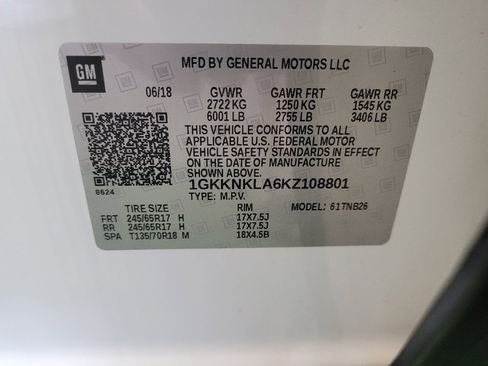 GM
MFD BY GENERAL MOTORS LLC
06/18 GVWR GAWR FRT GAWR RR
2722 KG 1250 KG 1545 KG
6001 LB 2755 LB 3406 LB
THIS VEHICLE CONFORMS TO ALL
APPLICABLE U.S. FEDERAL MOTOR
VEHICLE SAFETY STANDARDS IN EFFECT
ON THE DATE OF MANUFACTURE
SHOWN ABOVE.
1GKKNKLA6KZ108801
8624
TYPE: M.P.V. MODEL: 61TNB26
TIRE SIZE RIM
FRT 245/65R17 H 17X7.5J
RR 245/65R17 H 17X7.5J
SPA T135/70R18 M 18X4.5B